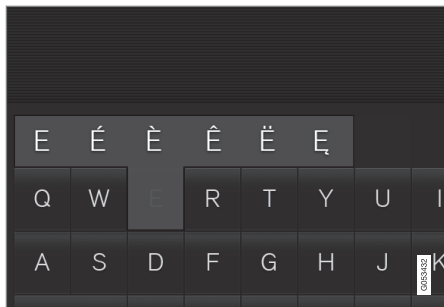 E É È Ê Ë Ę
Q W E R T Y U I
A S D F G H J K
G053432